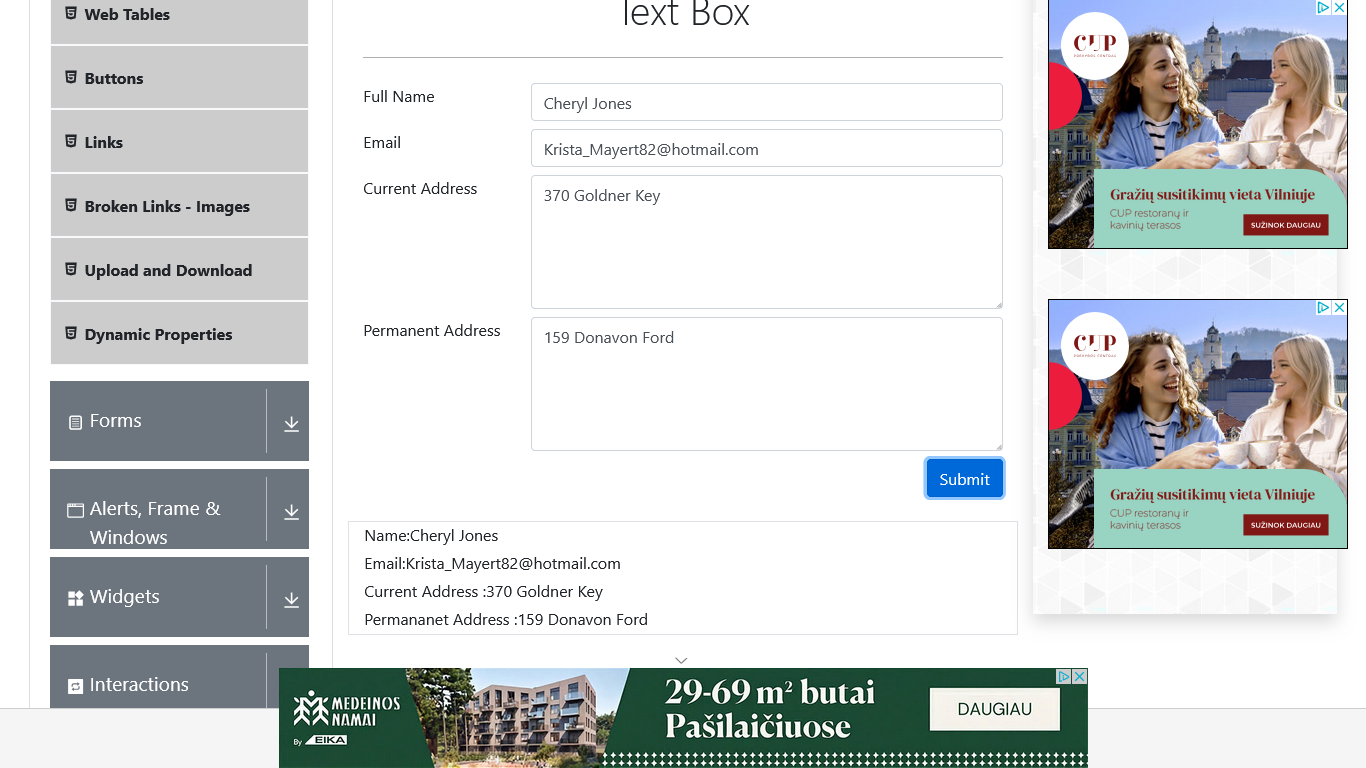 Web Tables
Buttons
Links
Broken Links - Images
Upload and Download
Dynamic Properties
Forms
Alerts, Frame &
Windows
Widgets
Interactions
Text Box
Full Name
Cheryl Jones
Email
Krista_Mayert82@hotmail.com
Current Address
370 Goldner Key
Permanent Address
159 Donavon Ford
Submit
Name:Cheryl Jones
Email:Krista_Mayert82@hotmail.com
Current Address :370 Goldner Key
Permananet Address :159 Donavon Ford
CUP
Gražių susitikimų vieta Vilniuje
CUP restoranų ir
kavinių terasos
SUŽINOK DAUGIAU
CUP
Gražių susitikimų vieta Vilniuje
CUP restoranų ir
kavinių terasos
SUŽINOK DAUGIAU
MEDEINOS
NAMAI
By EIKA
29-69 m² butai
Pašilaičiuose
DAUGIAU